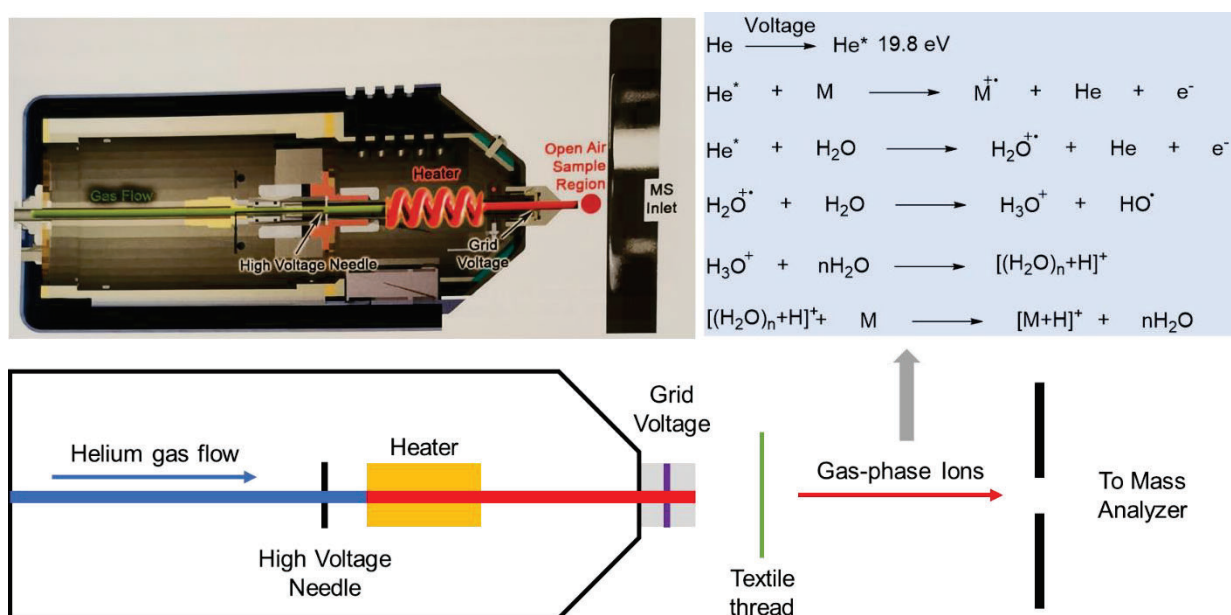 Gas Flow
High Voltage Needle
Heater
Grid
Voltage
Open Air
Sample
Region
MS
Inlet
Voltage
He ⟶ He* 19.8 eV
He* + M ⟶ M⁺• + He + e⁻
He* + H₂O ⟶ H₂O⁺• + He + e⁻
H₂O⁺• + H₂O ⟶ H₃O⁺ + HO•
H₃O⁺ + nH₂O ⟶ [(H₂O)ₙ+H]⁺
[(H₂O)ₙ+H]⁺ + M ⟶ [M+H]⁺ + nH₂O
Helium gas flow
High Voltage
Needle
Heater
Grid
Voltage
Textile
thread
Gas-phase Ions
To Mass
Analyzer